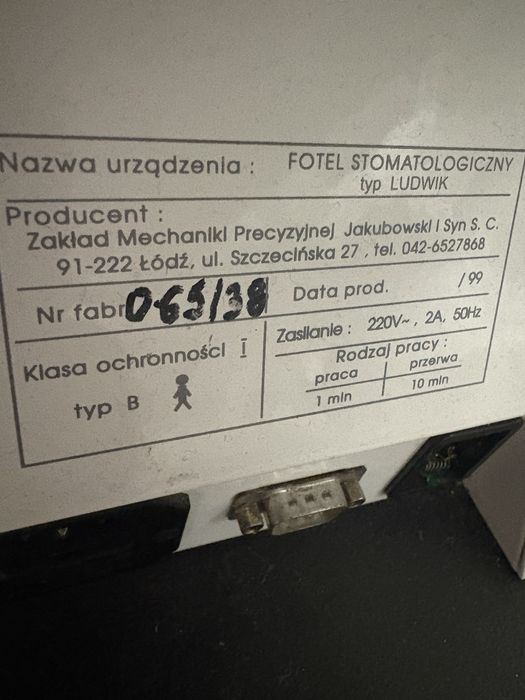 Nazwa urządzenia : FOTEL STOMATOLOGICZNY
typ LUDWIK
Producent :
Zakład Mechaniki Precyzyjnej Jakubowski i Syn S. C.
91-222 Łódź, ul. Szczecińska 27 , tel. 042-6527868
Nr fabr 065/38 Data prod. / 99
Klasa ochronności I
typ B
Zasilanie : 220V~ , 2A, 50Hz
Rodzaj pracy :
praca przerwa
1 min 10 min